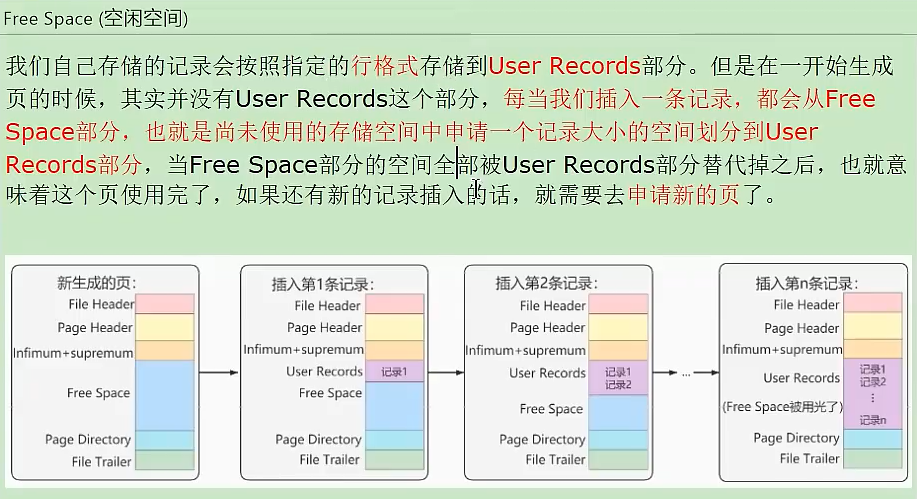 Free Space (空闲空间)
我们自己存储的记录会按照指定的行格式存储到User Records部分。但是在一开始生成
页的时候，其实并没有User Records这个部分，每当我们插入一条记录，都会从Free
Space部分，也就是尚未使用的存储空间中申请一个记录大小的空间划分到User
Records部分，当Free Space部分的空间全部被User Records部分替代掉之后，也就意
味着这个页使用完了，如果还有新的记录插入的话，就需要去申请新的页了。
新生成的页：
File Header
Page Header
Infimum+supremum
Free Space
Page Directory
File Trailer
插入第1条记录：
File Header
Page Header
Infimum+supremum
User Records
记录1
Free Space
Page Directory
File Trailer
插入第2条记录：
File Header
Page Header
Infimum+supremum
User Records
记录1
记录2
Free Space
Page Directory
File Trailer
...
插入第n条记录：
File Header
Page Header
Infimum+supremum
User Records
(Free Space被用光了)
记录1
记录2
⋮
记录n
Page Directory
File Trailer